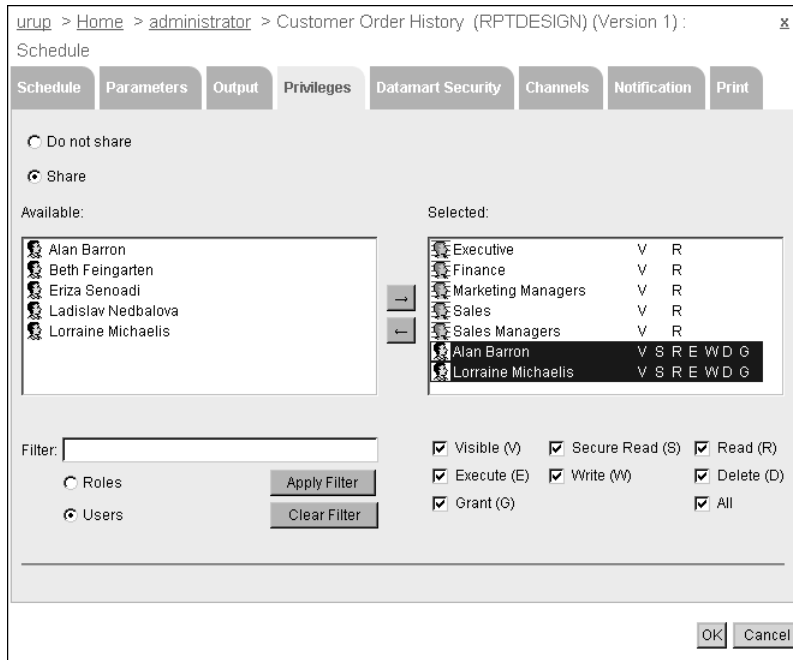 urup > Home > administrator > Customer Order History (RPTDESIGN) (Version 1) : x
Schedule
Schedule Parameters Output Privileges Datamart Security Channels Notification Print
Do not share
Share
Available: Selected:
Alan Barron
Beth Feingarten
Eriza Senoadi
Ladislav Nedbalova
Lorraine Michaelis
→
←
Executive V R
Finance V R
Marketing Managers V R
Sales V R
Sales Managers V R
Alan Barron V S R E W D G
Lorraine Michaelis V S R E W D G
Filter:
Roles Apply Filter
Users Clear Filter
Visible (V) Secure Read (S) Read (R)
Execute (E) Write (W) Delete (D)
Grant (G) All
OK Cancel